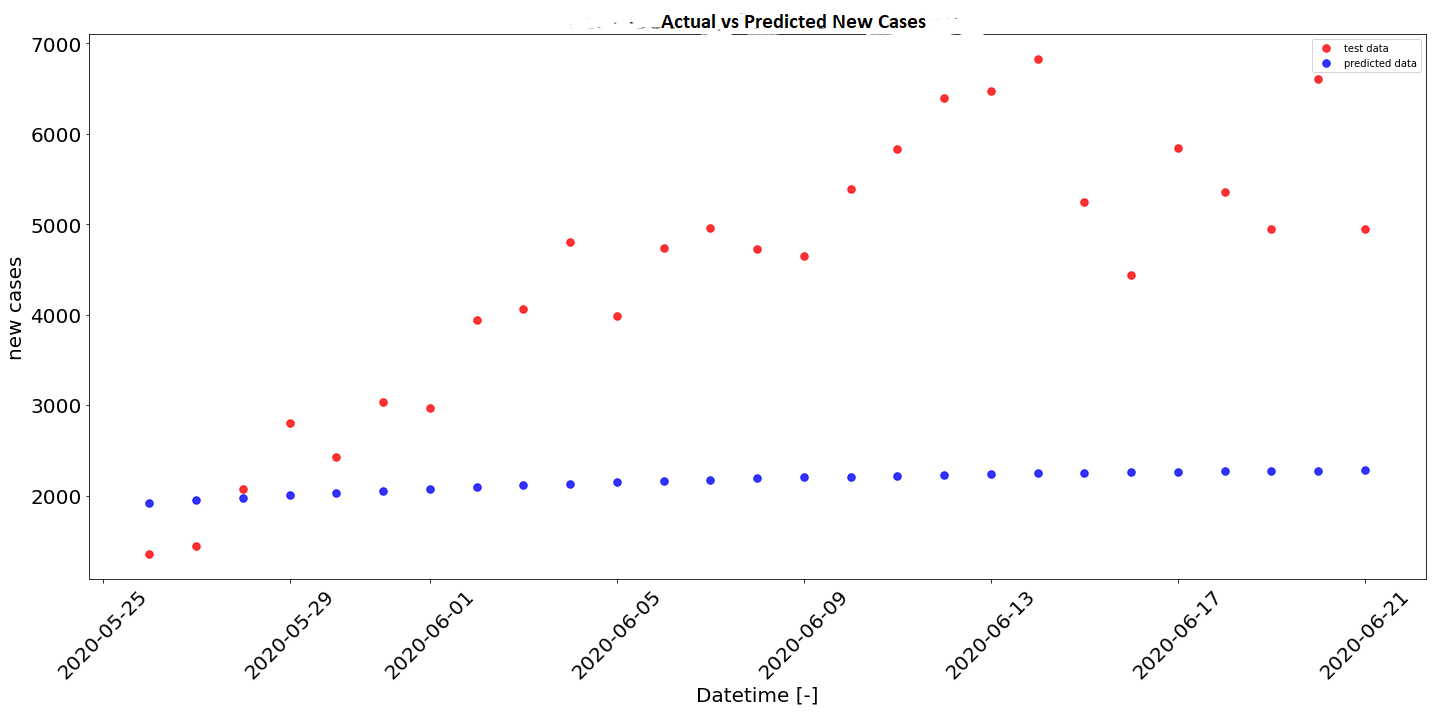 Actual vs Predicted New Cases
test data
predicted data
7000
6000
5000
4000
3000
2000
new cases
2020-05-25
2020-05-29
2020-06-01
2020-06-05
2020-06-09
2020-06-13
2020-06-17
2020-06-21
Datetime [-]